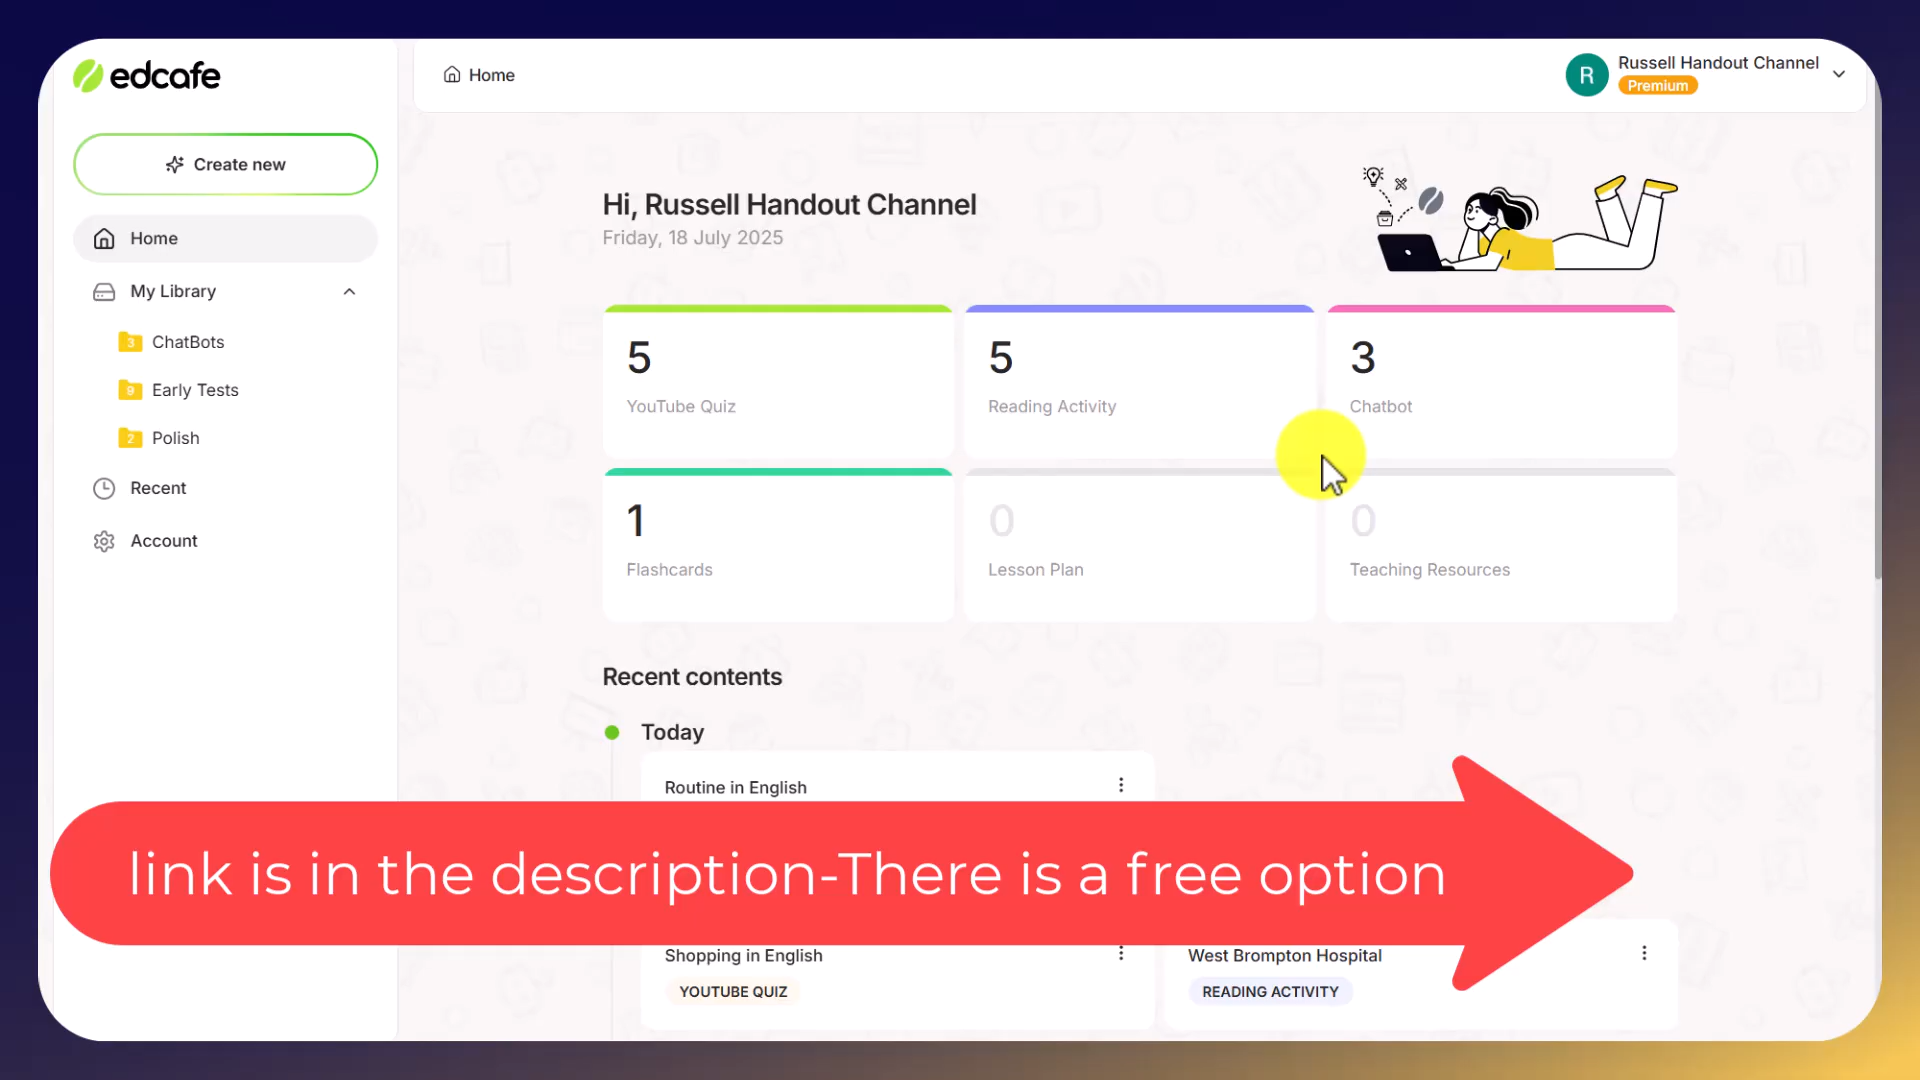 edcafe
Home
R
Russell Handout Channel
Premium
Create new
Home
My Library
3 ChatBots
9 Early Tests
2 Polish
Recent
Account
Hi, Russell Handout Channel
Friday, 18 July 2025
5
YouTube Quiz
5
Reading Activity
3
Chatbot
1
Flashcards
0
Lesson Plan
0
Teaching Resources
Recent contents
Today
Routine in English
link is in the description-There is a free option
Shopping in English
YOUTUBE QUIZ
West Brompton Hospital
READING ACTIVITY